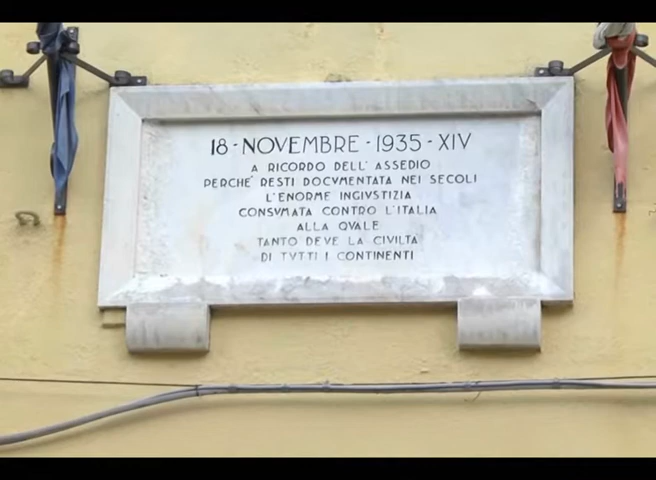 18-NOVEMBRE-1935-XIV
A RICORDO DELL' ASSEDIO
PERCHE' RESTI DOCVMENTATA NEI SECOLI
L'ENORME INGIVSTIZIA
CONSVMATA CONTRO L'ITALIA
ALLA QVALE
TANTO DEVE LA CIVILTA'
DI TVTTI I CONTINENTI